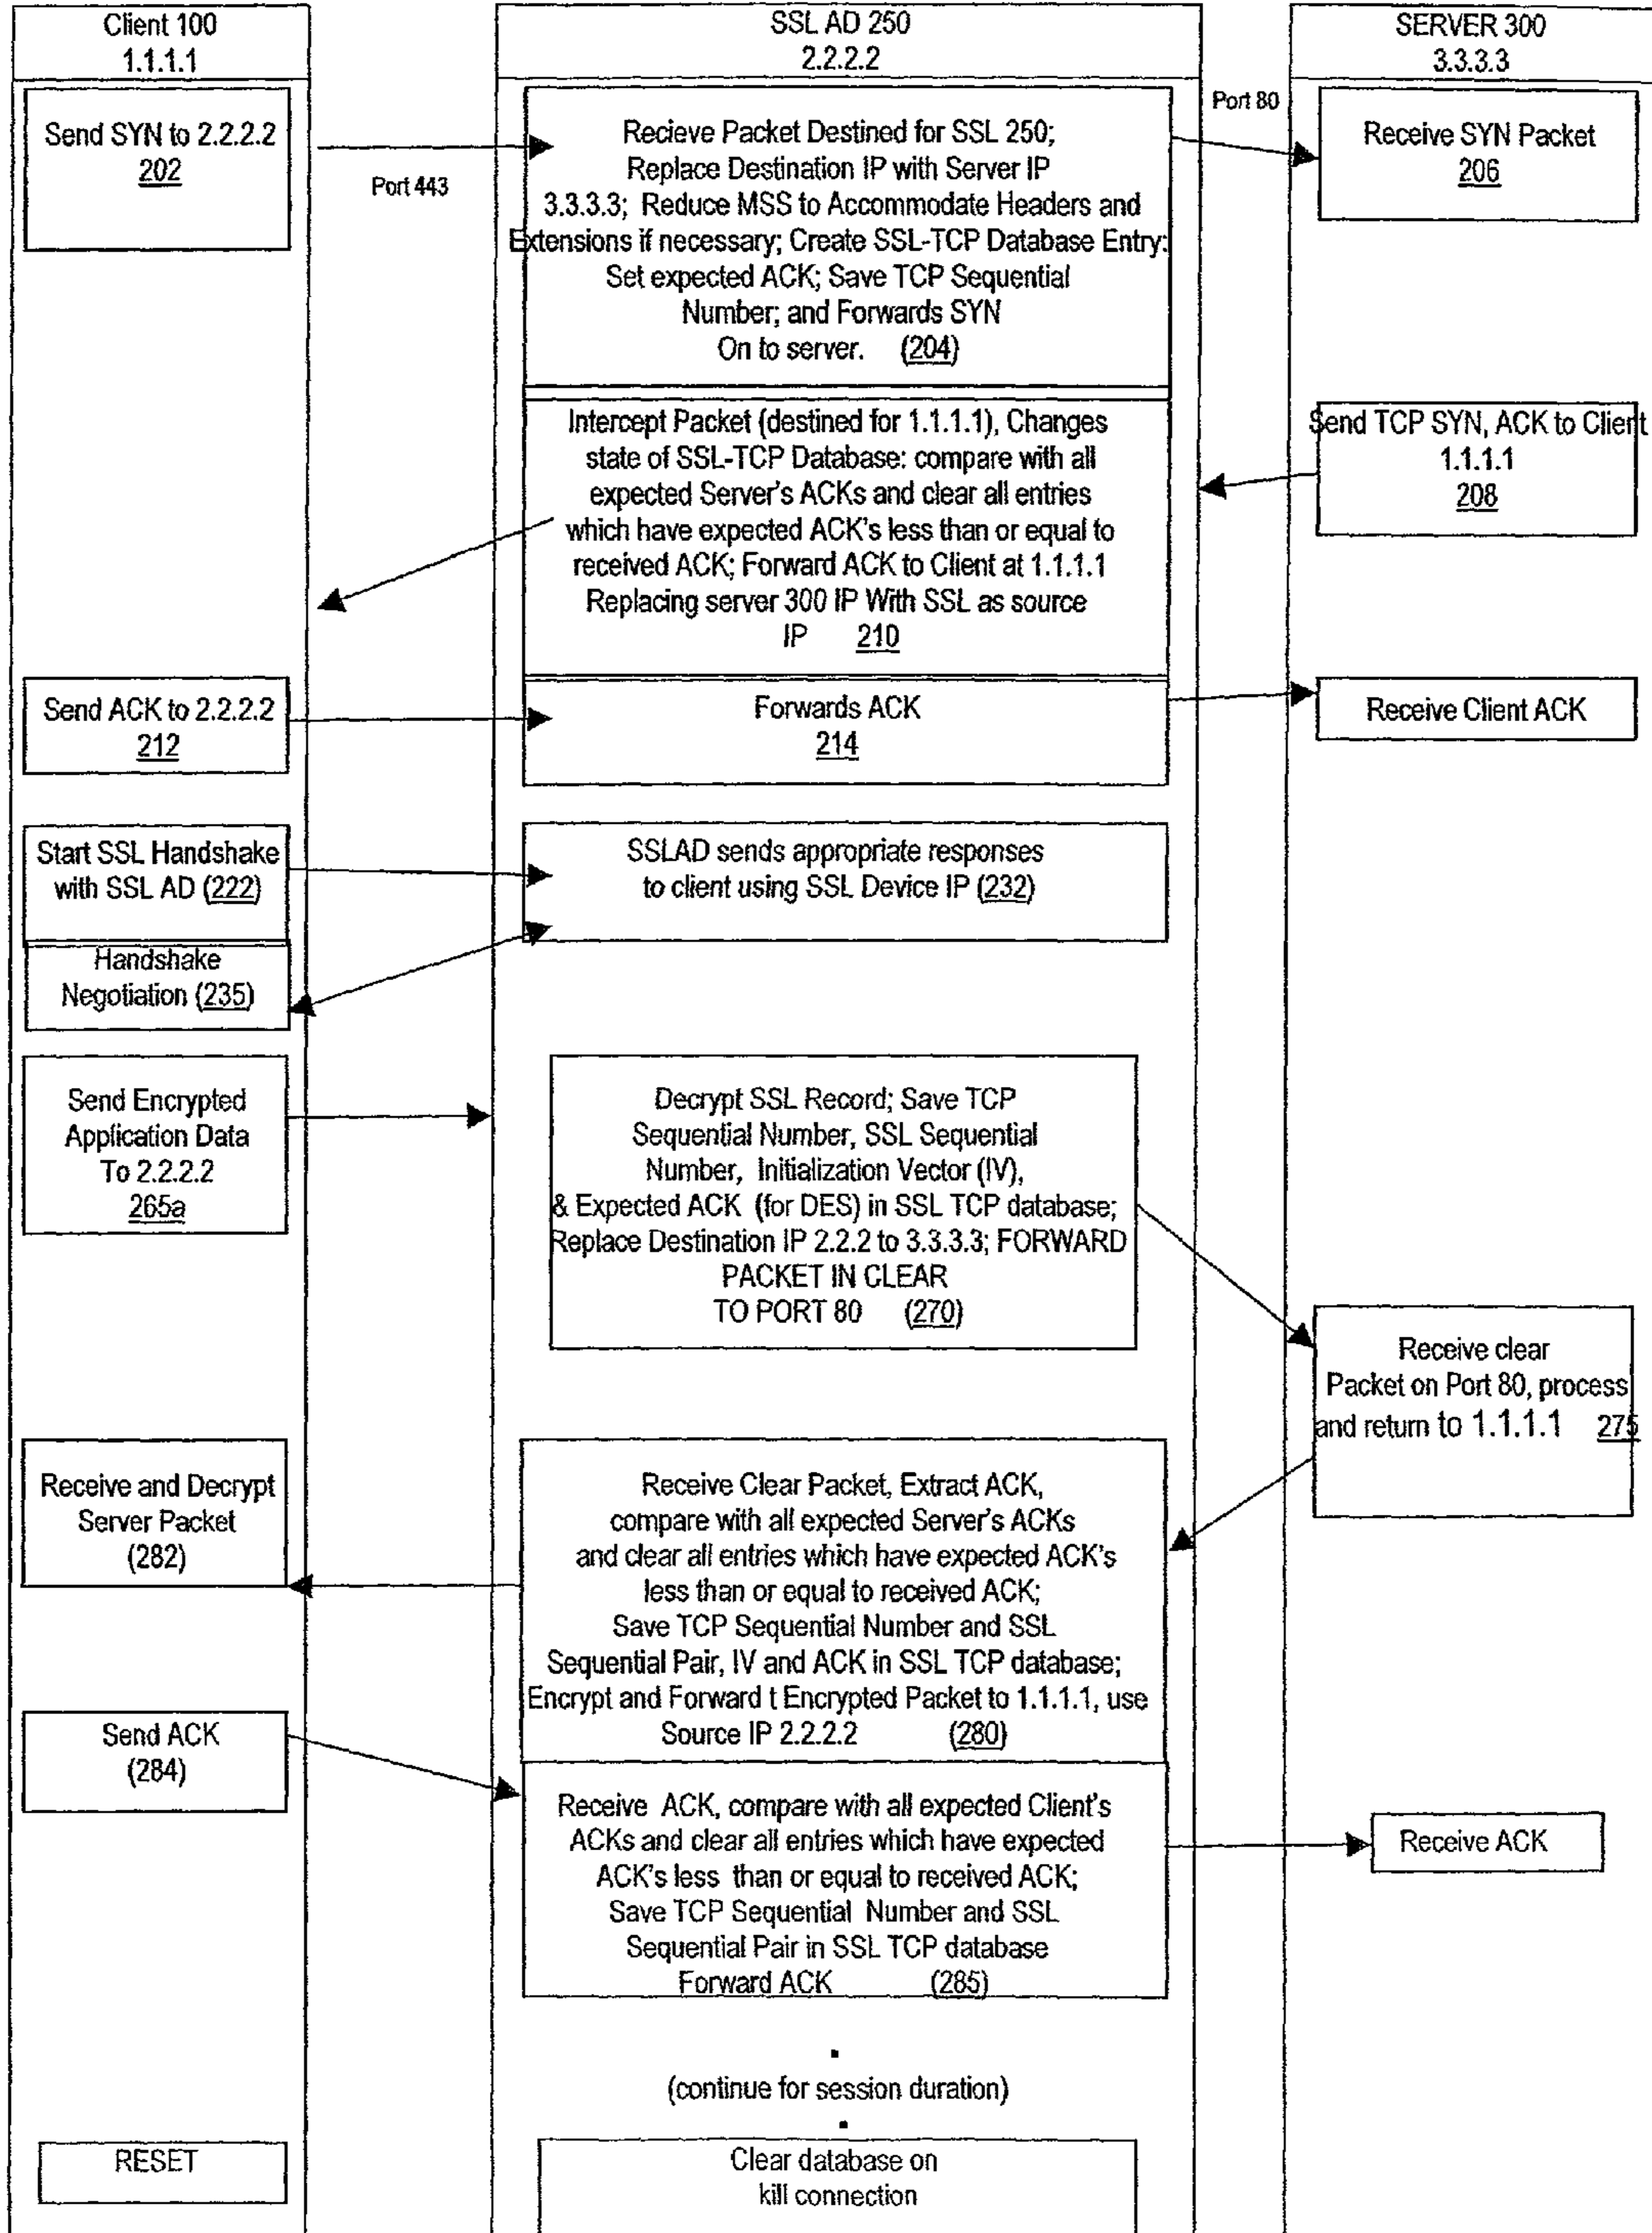 Client 100
1.1.1.1
SSL AD 250
2.2.2.2
SERVER 300
3.3.3.3
Send SYN to 2.2.2.2
202
Port 443
Recieve Packet Destined for SSL 250;
Replace Destination IP with Server IP
3.3.3.3; Reduce MSS to Accommodate Headers and
Extensions if necessary; Create SSL-TCP Database Entry:
Set expected ACK; Save TCP Sequential
Number; and Forwards SYN
On to server. (204)
Port 80
Receive SYN Packet
206
Intercept Packet (destined for 1.1.1.1), Changes
state of SSL-TCP Database: compare with all
expected Server's ACKs and clear all entries
which have expected ACK's less than or equal to
received ACK; Forward ACK to Client at 1.1.1.1
Replacing server 300 IP With SSL as source
IP 210
Send TCP SYN, ACK to Client
1.1.1.1
208
Send ACK to 2.2.2.2
212
Forwards ACK
214
Receive Client ACK
Start SSL Handshake
with SSL AD (222)
SSLAD sends appropriate responses
to client using SSL Device IP (232)
Handshake
Negotiation (235)
Send Encrypted
Application Data
To 2.2.2.2
265a
Decrypt SSL Record; Save TCP
Sequential Number, SSL Sequential
Number, Initialization Vector (IV),
& Expected ACK (for DES) in SSL TCP database;
Replace Destination IP 2.2.2 to 3.3.3.3; FORWARD
PACKET IN CLEAR
TO PORT 80 (270)
Receive clear
Packet on Port 80, process
and return to 1.1.1.1 275
Receive and Decrypt
Server Packet
(282)
Receive Clear Packet, Extract ACK,
compare with all expected Server's ACKs
and clear all entries which have expected ACK's
less than or equal to received ACK;
Save TCP Sequential Number and SSL
Sequential Pair, IV and ACK in SSL TCP database;
Encrypt and Forward t Encrypted Packet to 1.1.1.1, use
Source IP 2.2.2.2 (280)
Send ACK
(284)
Receive ACK, compare with all expected Client's
ACKs and clear all entries which have expected
ACK's less than or equal to received ACK;
Save TCP Sequential Number and SSL
Sequential Pair in SSL TCP database
Forward ACK (285)
Receive ACK
(continue for session duration)
RESET
Clear database on
kill connection